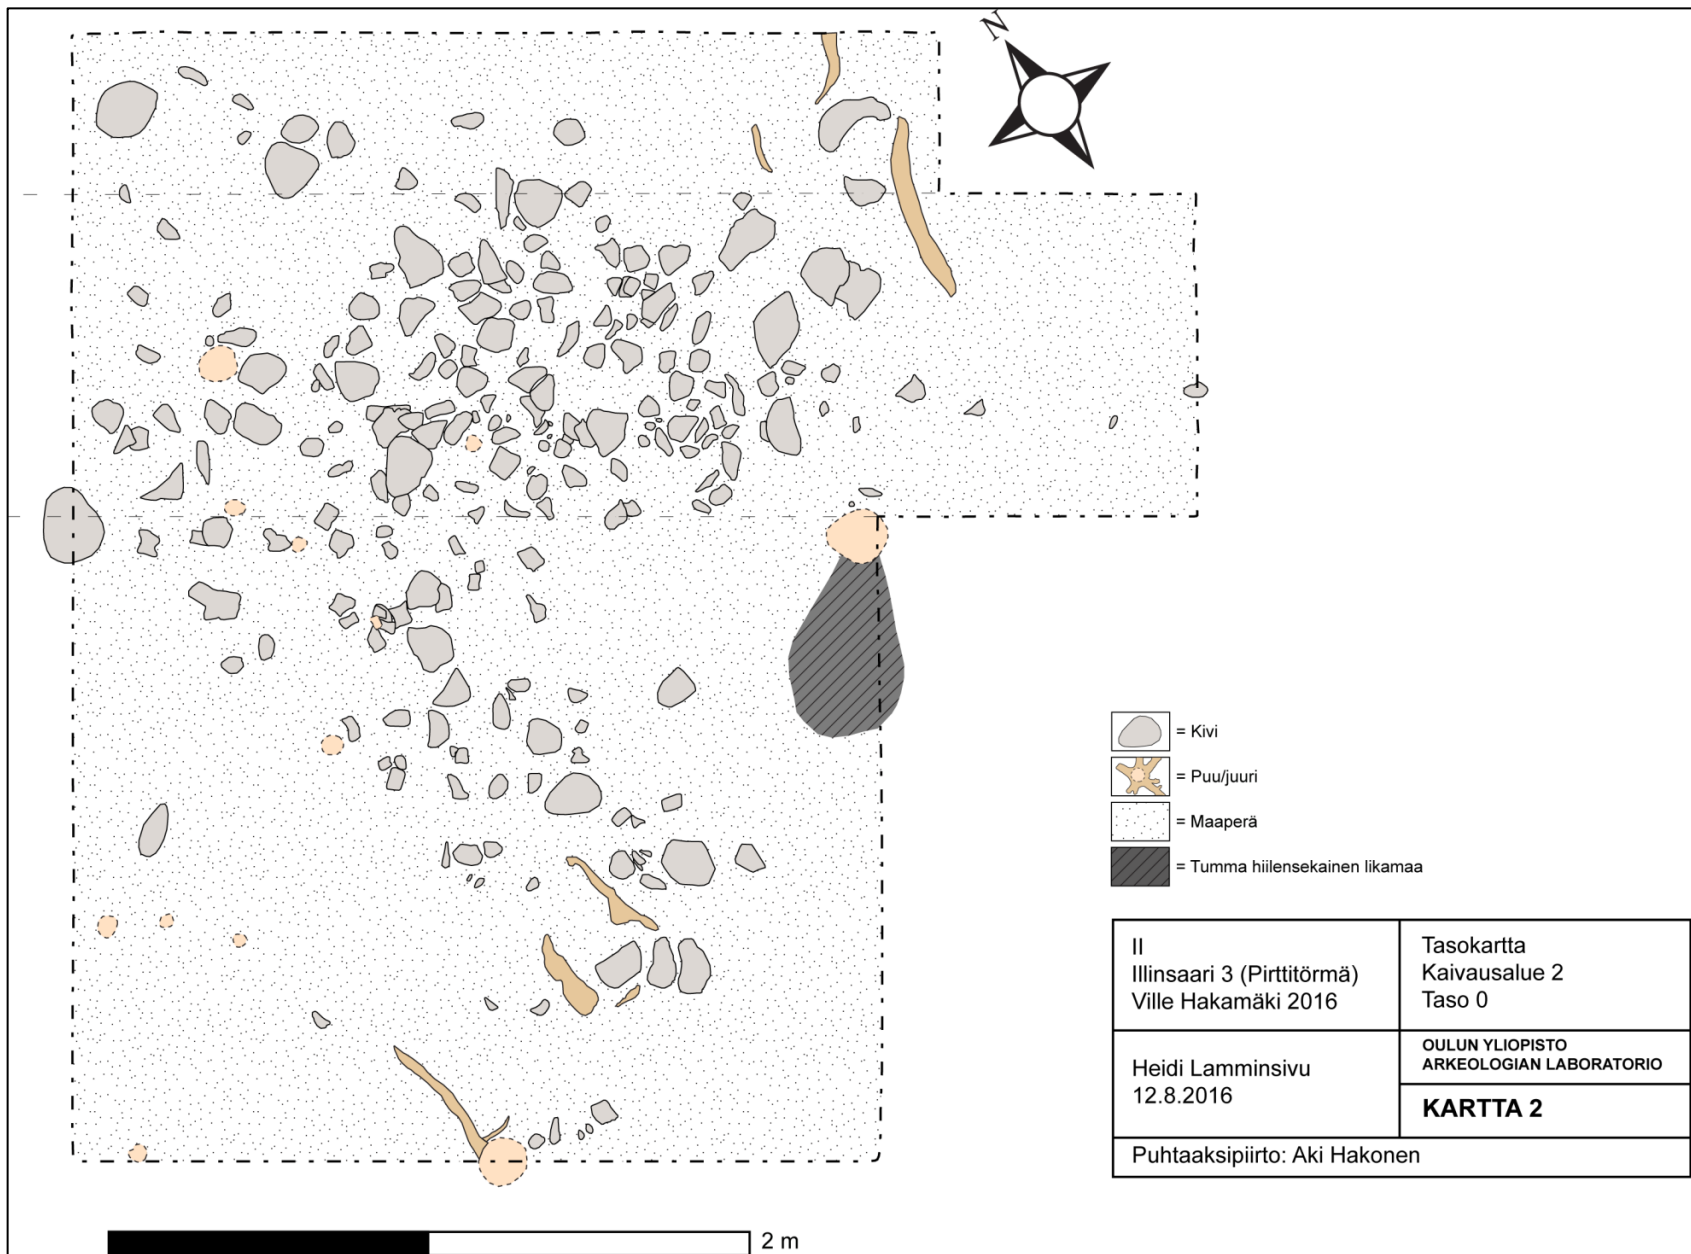 N
= Kivi
= Puu/juuri
= Maaperä
= Tumma hiilensekainen likamaa
II
Illinsaari 3 (Pirttitörmä)
Ville Hakamäki 2016
Tasokartta
Kaivausalue 2
Taso 0
Heidi Lamminsivu
12.8.2016
OULUN YLIOPISTO
ARKEOLOGIAN LABORATORIO
KARTTA 2
Puhtaaksipiirto: Aki Hakonen
2 m